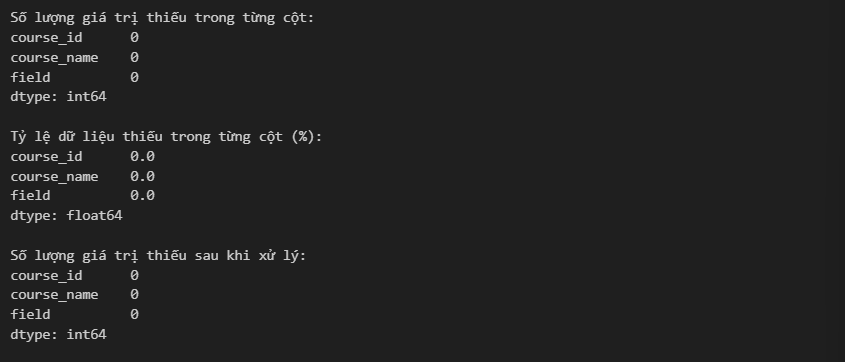 Số lượng giá trị thiếu trong từng cột:
course_id      0
course_name    0
field          0
dtype: int64

Tỷ lệ dữ liệu thiếu trong từng cột (%):
course_id      0.0
course_name    0.0
field          0.0
dtype: float64

Số lượng giá trị thiếu sau khi xử lý:
course_id      0
course_name    0
field          0
dtype: int64